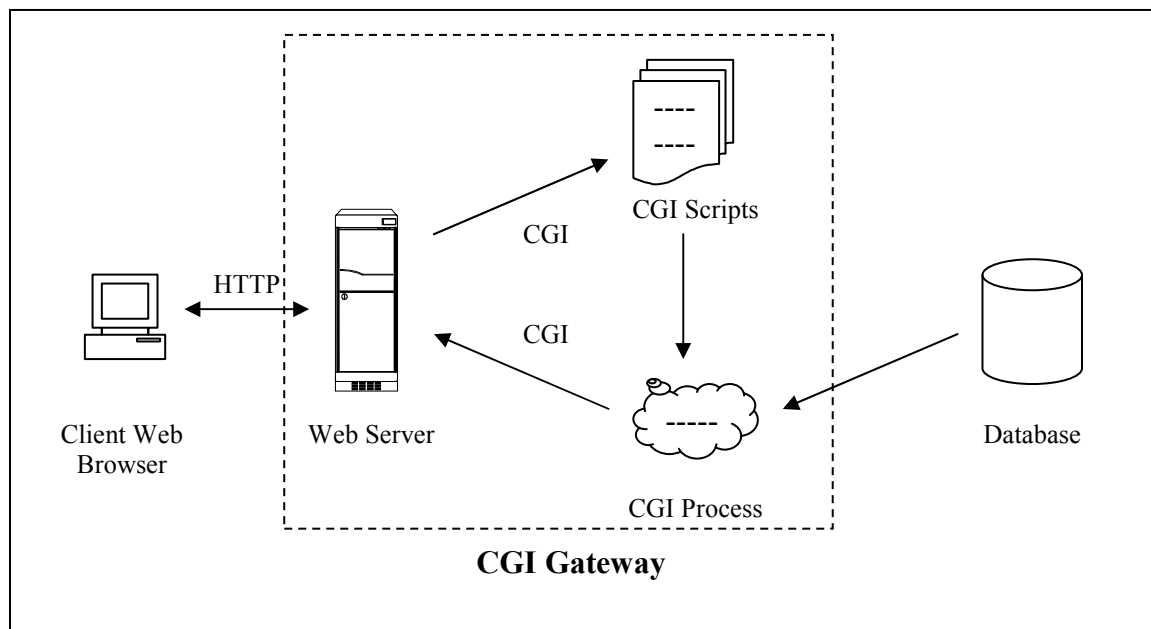 CGI Scripts
CGI
HTTP
CGI
Client Web
Browser
Web Server
-----
CGI Process
Database
CGI Gateway